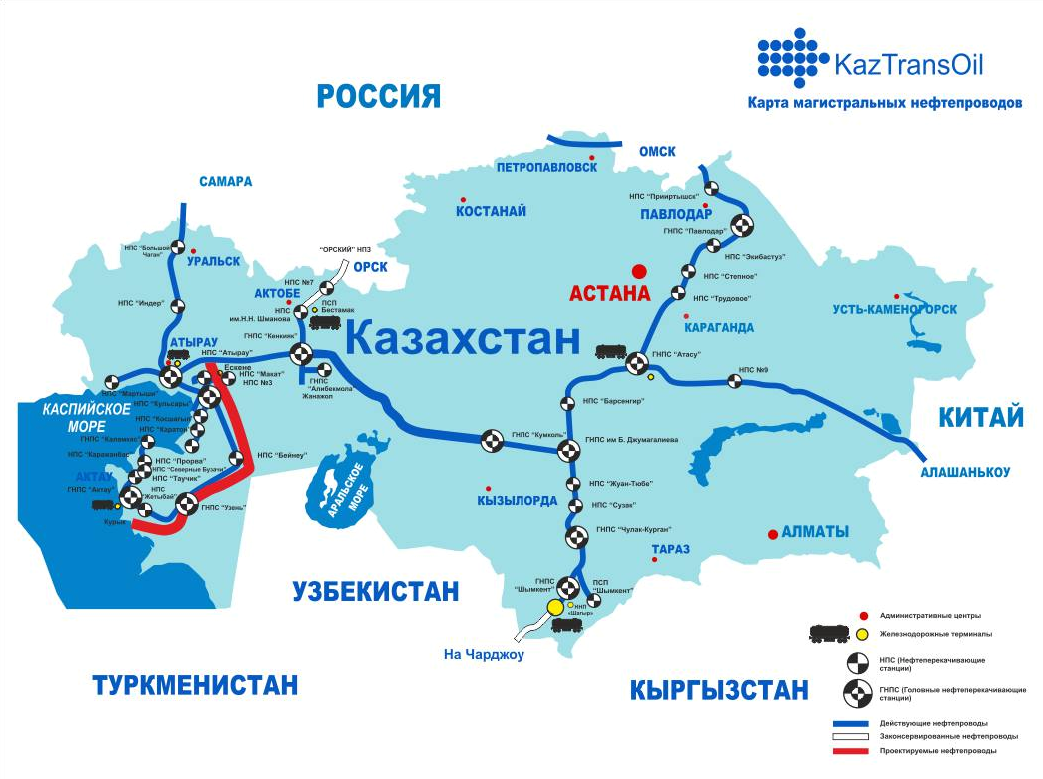 KazTransOil
Карта магистральных нефтепроводов
РОССИЯ
ОМСК
ПЕТРОПАВЛОВСК
САМАРА
КОСТАНАЙ
НПС "Прииртышск"
ПАВЛОДАР
ГНПС "Павлодар"
НПС "Большой
Чаган"
УРАЛЬСК
"ОРСКИЙ" НПЗ
ОРСК
НПС "Экибастуз"
НПС "Степное"
АСТАНА
НПС "Трудовое"
НПС №7
АКТОБЕ
НПС "Индер"
НПС
им.Н.Н. Шманова
ПСП
Бестамак
УСТЬ-КАМЕНОГОРСК
КАРАГАНДА
Казахстан
ГНПС "Кенкияк"
АТЫРАУ
НПС "Атырау"
ГНПС "Атасу"
Ескене
НПС "Макат"
НПС №3
ГНПС
"Алибекмола"
Жанажол
НПС №9
НПС "Мартыши"
НПС "Кульсары"
НПС "Барсенгир"
КАСПИЙСКОЕ
МОРЕ
НПС "Косшагыл"
НПС "Каратон"
КИТАЙ
ГНПС "Каламкас"
ГНПС "Кумколь"
ГНПС им Б. Джумагалиева
НПС "Каражанбас"
НПС "Прорва"
НПС "Бейнеу"
НПС "Северные Бузачи"
АКТАУ
НПС "Таучик"
АЛАШАНЬКОУ
АРАЛЬСКОЕ
МОРЕ
НПС "Жуан-Тюбе"
ГНПС "Актау"
НПС
"Жетыбай"
КЫЗЫЛОРДА
НПС "Сузак"
ГНПС "Узень"
Курык
ГНПС "Чулак-Курган"
АЛМАТЫ
ТАРАЗ
УЗБЕКИСТАН
ГНПС
"Шымкент"
ПСП
"Шымкент"
ННП
«Шагыр»
На Чарджоу
ТУРКМЕНИСТАН
КЫРГЫЗСТАН
Административные центры
Железнодорожные терминалы
НПС (Нефтеперекачивающие
станции)
ГНПС (Головные нефтеперекачивающие
станции)
Действующие нефтепроводы
Законсервированные нефтепроводы
Проектируемые нефтепроводы